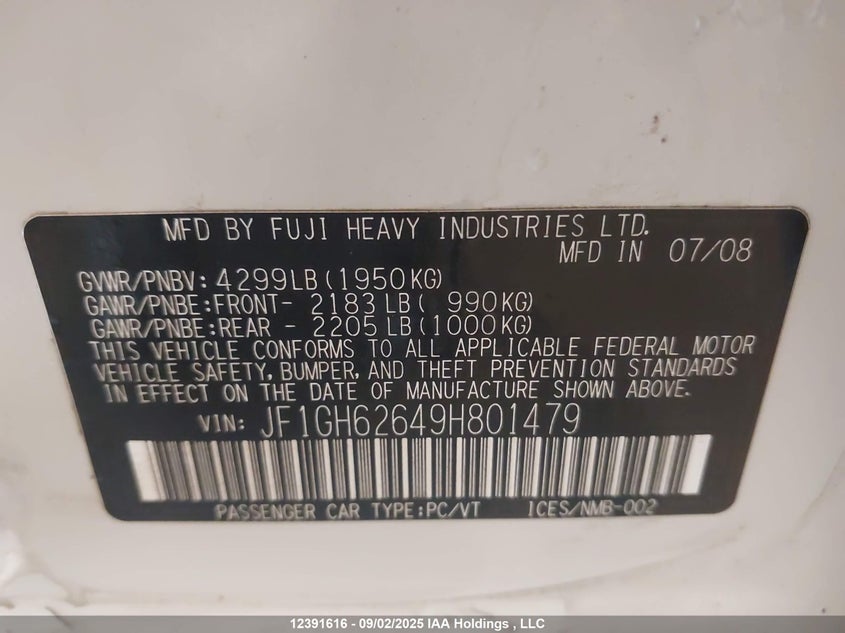 MFD BY FUJI HEAVY INDUSTRIES LTD.
MFD IN 07/08
GVWR/PNBV: 4299LB(1950KG)
GAWR/PNBE:FRONT- 2183LB( 990KG)
GAWR/PNBE:REAR - 2205LB(1000KG)
THIS VEHICLE CONFORMS TO ALL APPLICABLE FEDERAL MOTOR
VEHICLE SAFETY, BUMPER, AND THEFT PREVENTION STANDARDS
IN EFFECT ON THE DATE OF MANUFACTURE SHOWN ABOVE.
VIN: JF1GH62649H801479
PASSENGER CAR TYPE:PC/VT ICES/NMB-002
12391616 - 09/02/2025 IAA Holdings , LLC